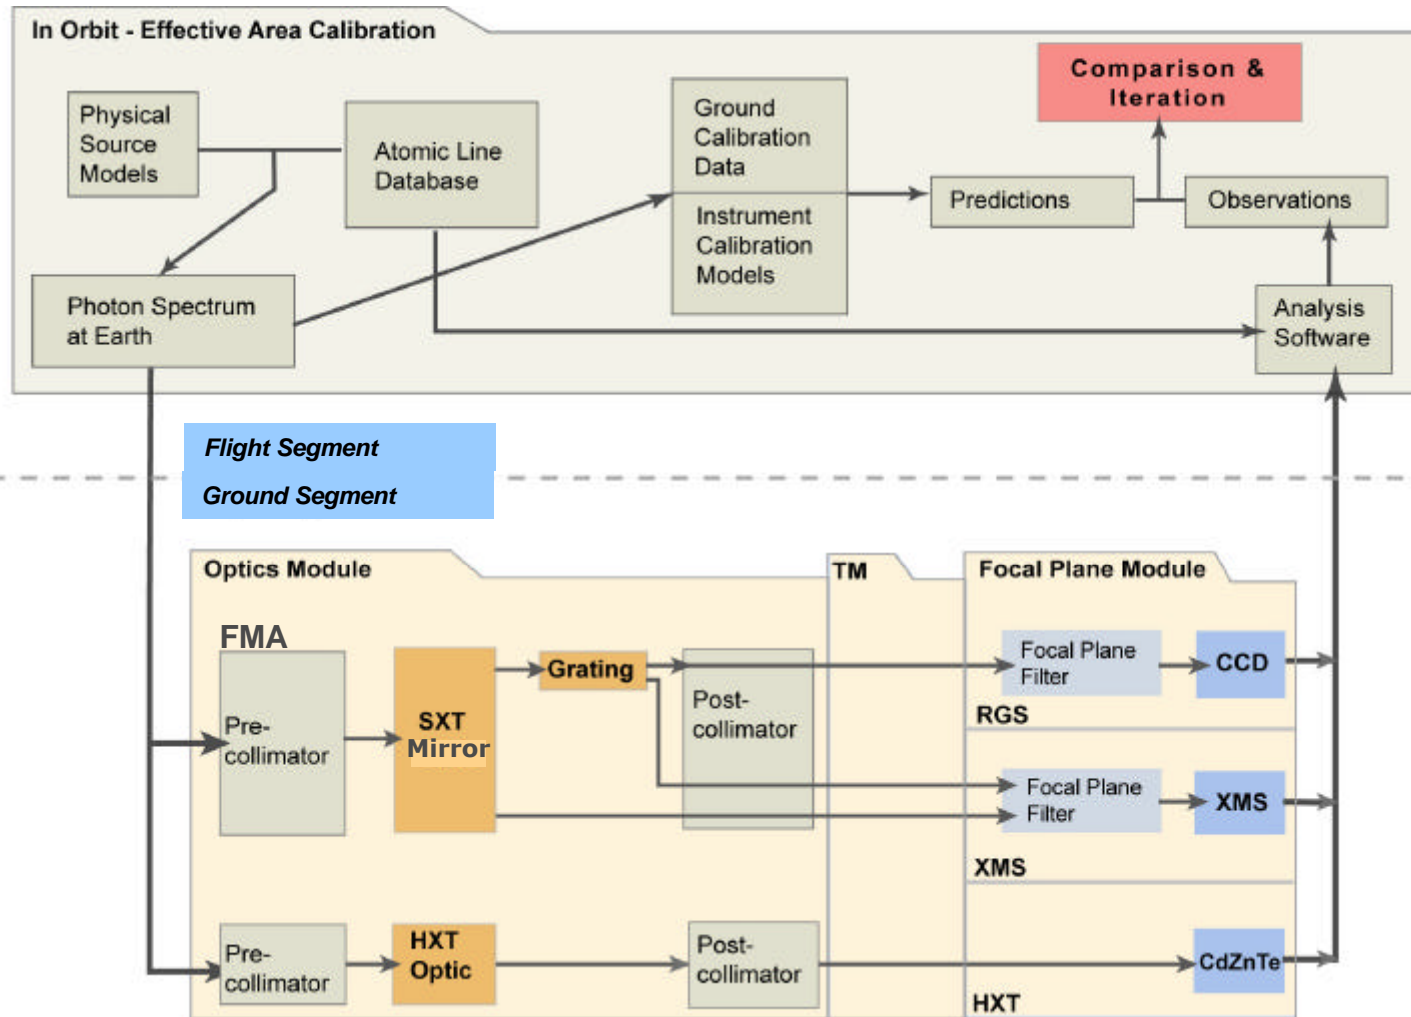 In Orbit - Effective Area Calibration
Physical
Source
Models
Atomic Line
Database
Ground
Calibration
Data
Instrument
Calibration
Models
Comparison &
Iteration
Predictions
Observations
Photon Spectrum
at Earth
Analysis
Software
Flight Segment
Ground Segment
Optics Module
TM
Focal Plane Module
FMA
Pre-
collimator
SXT
Mirror
Grating
Post-
collimator
Focal Plane
Filter
CCD
RGS
Focal Plane
Filter
XMS
XMS
Pre-
collimator
HXT
Optic
Post-
collimator
CdZnTe
HXT